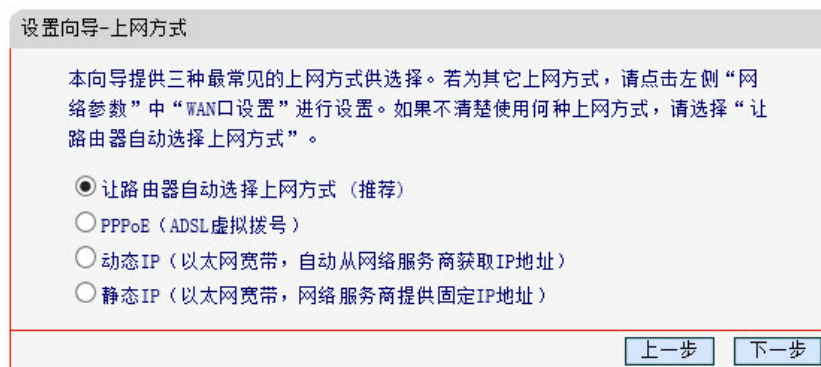 设置向导-上网方式
本向导提供三种最常见的上网方式供选择。若为其它上网方式，请点击左侧“网
络参数”中“WAN口设置”进行设置。如果不清楚使用何种上网方式，请选择“让
路由器自动选择上网方式”。
让路由器自动选择上网方式（推荐）
PPPoE（ADSL虚拟拨号）
动态IP（以太网宽带，自动从网络服务商获取IP地址）
静态IP（以太网宽带，网络服务商提供固定IP地址）
上一步 下一步